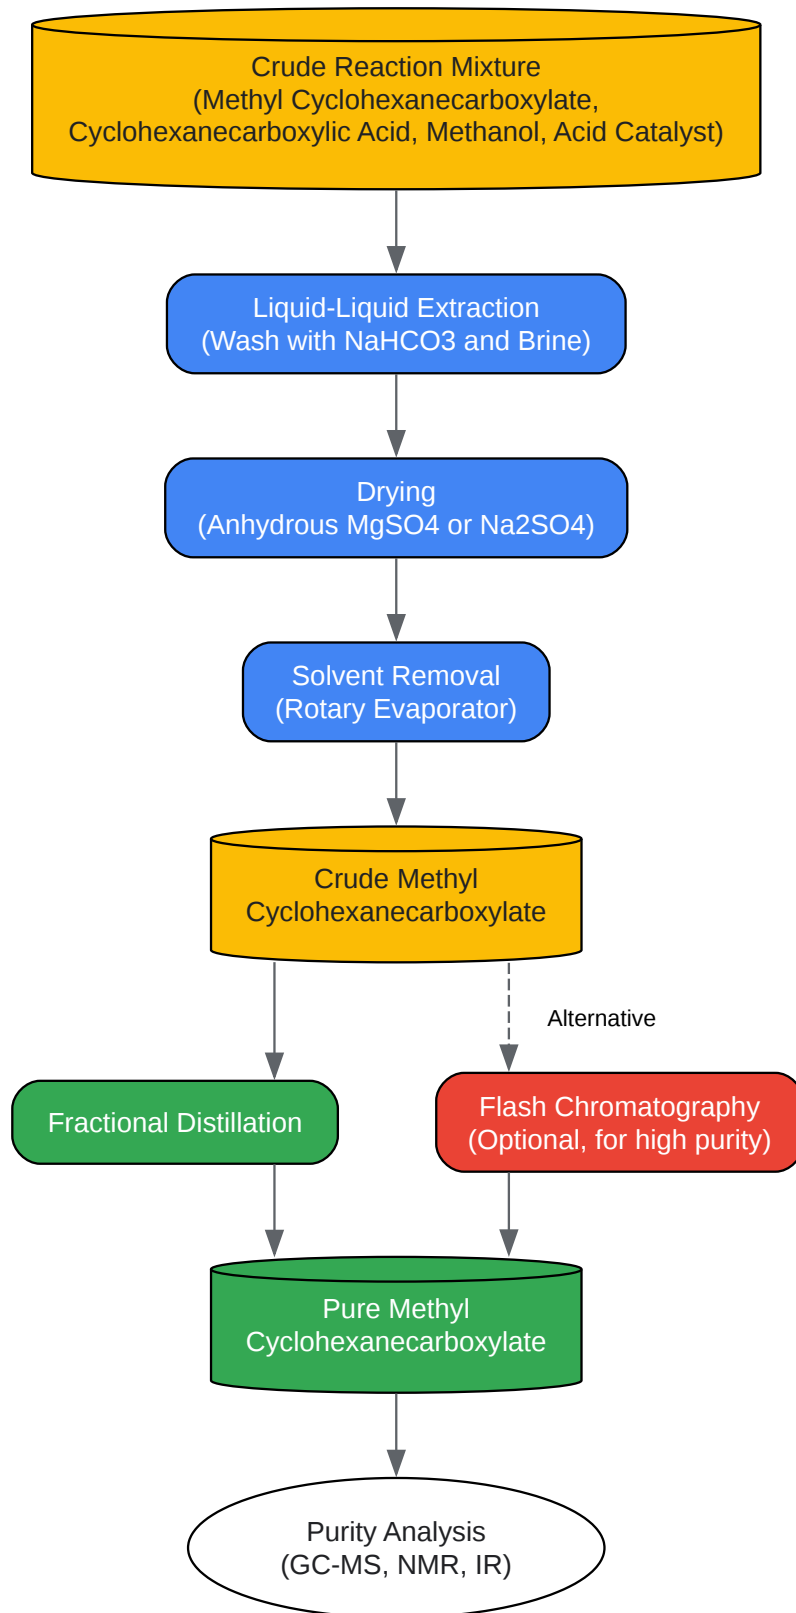 Crude Reaction Mixture
(Methyl Cyclohexanecarboxylate,
Cyclohexanecarboxylic Acid, Methanol, Acid Catalyst)
Liquid-Liquid Extraction
(Wash with NaHCO3 and Brine)
Drying
(Anhydrous MgSO4 or Na2SO4)
Solvent Removal
(Rotary Evaporator)
Crude Methyl
Cyclohexanecarboxylate
Alternative
Fractional Distillation
Flash Chromatography
(Optional, for high purity)
Pure Methyl
Cyclohexanecarboxylate
Purity Analysis
(GC-MS, NMR, IR)